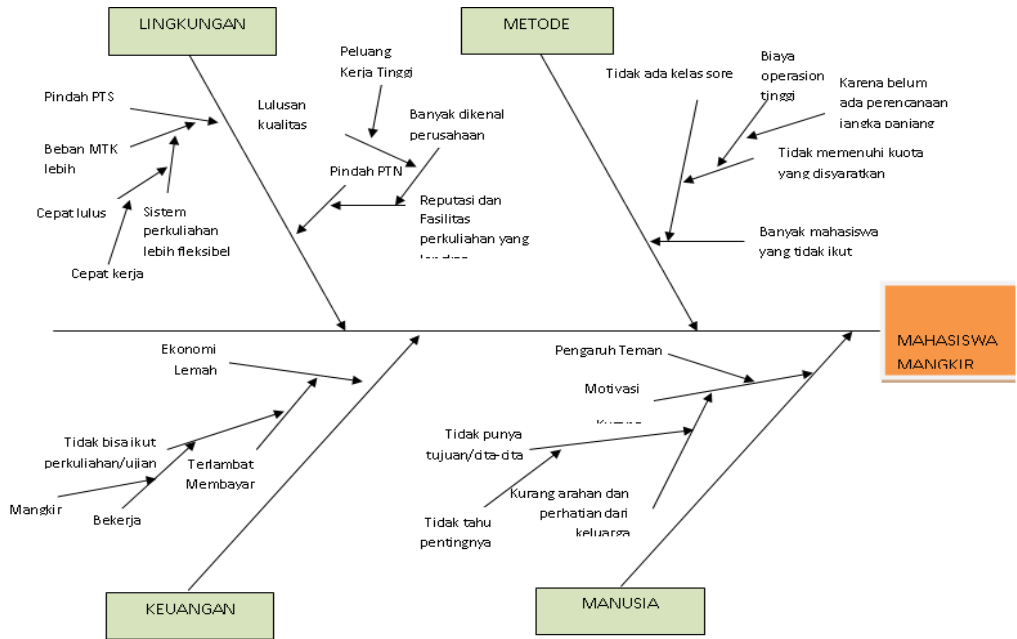 LINGKUNGAN
METODE
Peluang
Kerja Tinggi
Tidak ada kelas sore
Biaya
operasion
tinggi
Karena belum
ada perencanaan
jangka panjang
Pindah PTS
Lulusan
kualitas
Banyak dikenal
perusahaan
Beban MTK
lebih
Pindah PTN
Tidak memenuhi kuota
yang disyaratkan
Cepat lulus
Sistem
perkuliahan
lebih fleksibel
Reputasi dan
Fasilitas
perkuliahan yang
Banyak mahasiswa
yang tidak ikut
Cepat kerja
MAHASISWA
MANGKIR
Ekonomi
Lemah
Pengaruh Teman
Motivasi
Tidak bisa ikut
perkuliahan/ujian
Terlambat
Membayar
Tidak punya
tujuan/cita-cita
Mangkir
Bekerja
Kurang arahan dan
perhatian dari
keluarga
Tidak tahu
pentingnya
KEUANGAN
MANUSIA